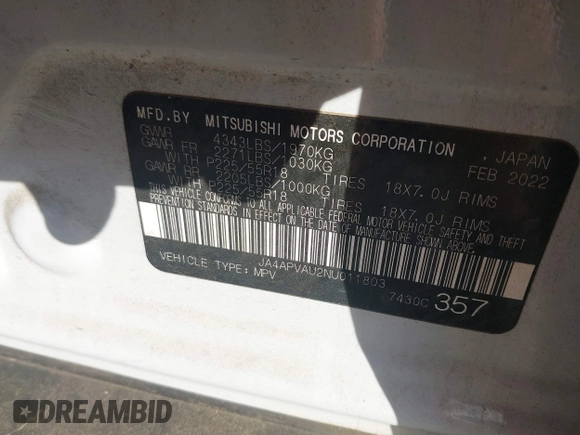 MFD.BY MITSUBISHI MOTORS CORPORATION, JAPAN
GVWR 4343LBS/1970KG FEB 2022
GAWR FR 2271LBS/1030KG
WITH P225/55R18 TIRES 18X7.0J RIMS
GAWR RR 2205LBS/1000KG
WITH P225/55R18 TIRES 18X7.0J RIMS
THIS VEHICLE CONFORMS TO ALL APPLICABLE FEDERAL MOTOR VEHICLE SAFETY AND THEFT
PREVENTION STANDARDS IN EFFECT ON THE DATE OF MANUFACTURE SHOWN ABOVE.
JA4APVAU2NU011803
VEHICLE TYPE: MPV 7430C 357
DREAMBID